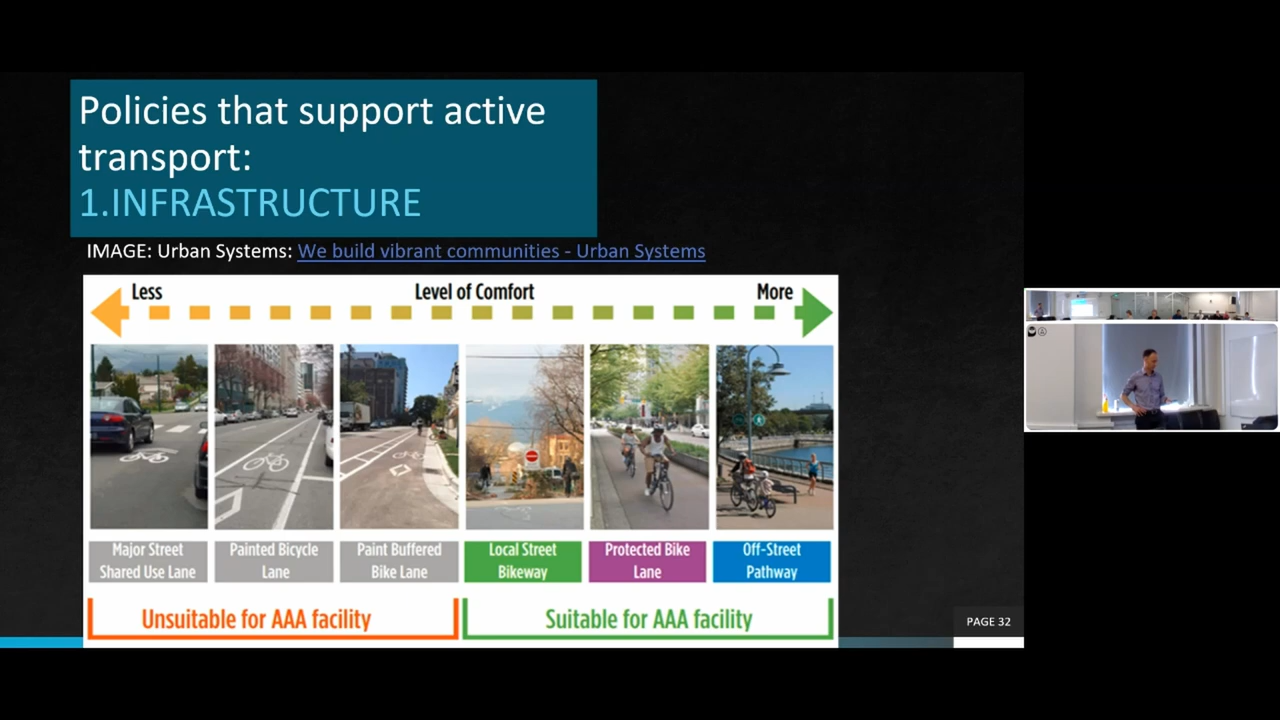 Policies that support active
transport:
1.INFRASTRUCTURE
IMAGE: Urban Systems: We build vibrant communities - Urban Systems
Less Level of Comfort More
Major Street
Shared Use Lane
Painted Bicycle
Lane
Paint Buffered
Bike Lane
Local Street
Bikeway
Protected Bike
Lane
Off-Street
Pathway
Unsuitable for AAA facility
Suitable for AAA facility
PAGE 32